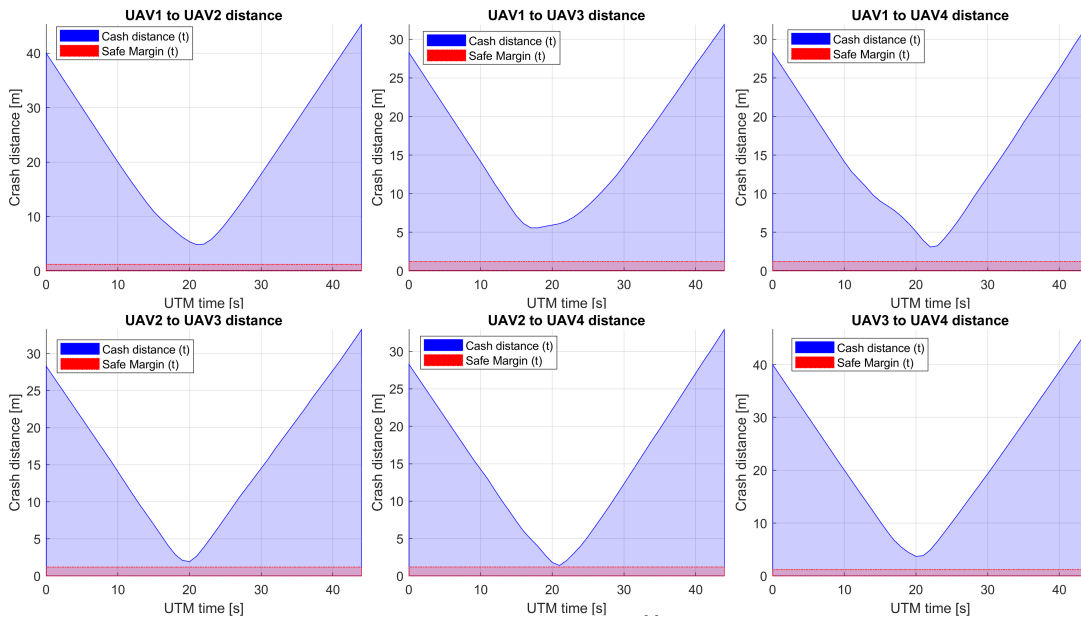 UAV1 to UAV2 distance
Crash distance [m]
40
30
20
10
0
Cash distance (t)
Safe Margin (t)
0 10 20 30 40
UTM time [s]
UAV1 to UAV3 distance
Crash distance [m]
30
25
20
15
10
5
0
Cash distance (t)
Safe Margin (t)
0 10 20 30 40
UTM time [s]
UAV1 to UAV4 distance
Crash distance [m]
30
25
20
15
10
5
0
Cash distance (t)
Safe Margin (t)
0 10 20 30 40
UTM time [s]
UAV2 to UAV3 distance
Crash distance [m]
30
25
20
15
10
5
0
Cash distance (t)
Safe Margin (t)
0 10 20 30 40
UTM time [s]
UAV2 to UAV4 distance
Crash distance [m]
30
25
20
15
10
5
0
Cash distance (t)
Safe Margin (t)
0 10 20 30 40
UTM time [s]
UAV3 to UAV4 distance
Crash distance [m]
40
30
20
10
0
Cash distance (t)
Safe Margin (t)
0 10 20 30 40
UTM time [s]